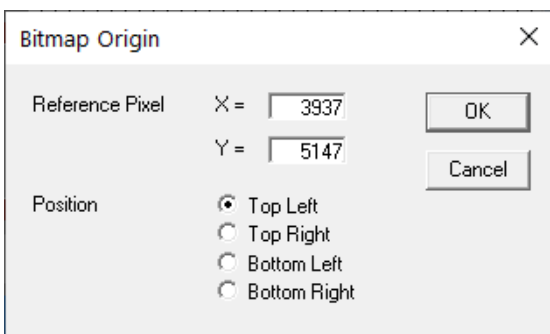 Bitmap Origin
Reference Pixel X = 3937 OK
Y = 5147
Cancel
Position Top Left
Top Right
Bottom Left
Bottom Right